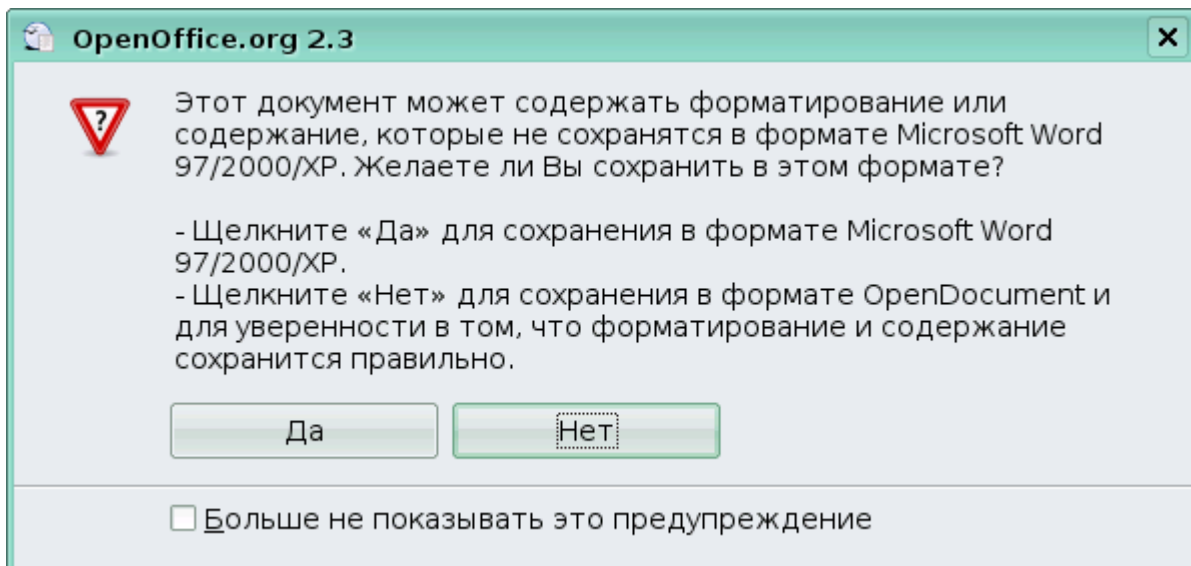 OpenOffice.org 2.3
Этот документ может содержать форматирование или
содержание, которые не сохранятся в формате Microsoft Word
97/2000/XP. Желаете ли Вы сохранить в этом формате?
- Щелкните «Да» для сохранения в формате Microsoft Word
97/2000/XP.
- Щелкните «Нет» для сохранения в формате OpenDocument и
для уверенности в том, что форматирование и содержание
сохранится правильно.
Да
Нет
Больше не показывать это предупреждение